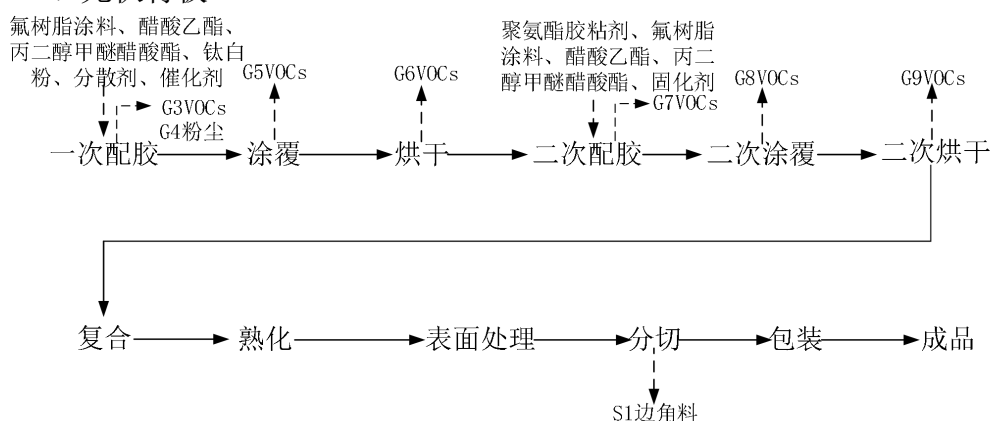 氟树脂涂料、醋酸乙酯、
丙二醇甲醚醋酸酯、钛白
粉、分散剂、催化剂
聚氨酯胶粘剂、氟树脂
涂料、醋酸乙酯、丙二
醇甲醚醋酸酯、固化剂
G3VOCs
G4粉尘
G5VOCs
G6VOCs
G7VOCs
G8VOCs
G9VOCs
一次配胶
涂覆
烘干
二次配胶
二次涂覆
二次烘干
复合
熟化
表面处理
分切
包装
成品
S1边角料